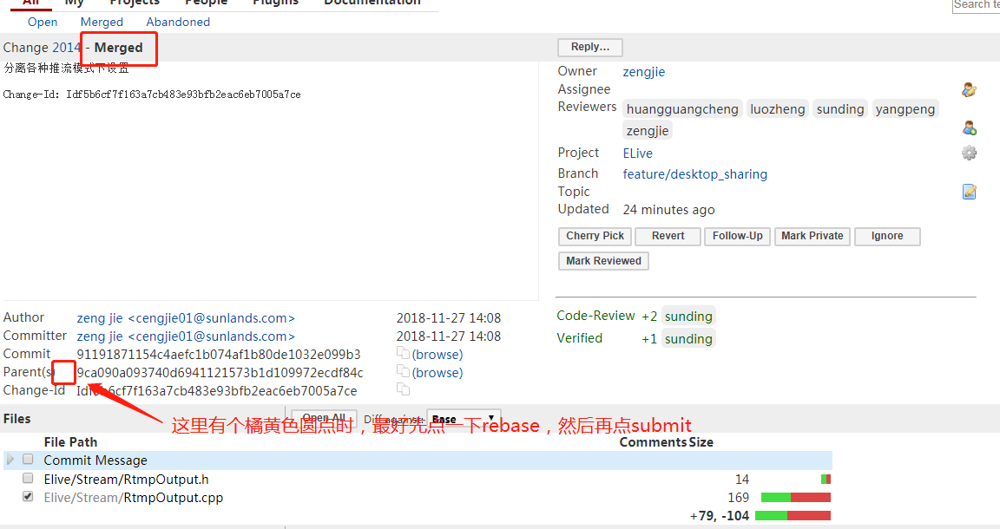 All My Projects People Plugins Documentation
Search te
Open Merged Abandoned
Change 2014 - Merged
Reply…
分离各种推流模式下设置
Change-Id: Idf5b6cf7f163a7cb483e93bfb2eac6eb7005a7ce
Owner zengjie
Assignee
Reviewers huangguangcheng luozheng sunding yangpeng
zengjie
Project ELive
Branch feature/desktop_sharing
Topic
Updated 24 minutes ago
Cherry Pick Revert Follow-Up Mark Private Ignore
Mark Reviewed
Author zeng jie <cengjie01@sunlands.com> 2018-11-27 14:08
Committer zeng jie <cengjie01@sunlands.com> 2018-11-27 14:08
Commit 91191871154c4aefc1b074af1b80de1032e099b3 (browse)
Parent(s) 9ca090a093740d6941121573b1d109972ecdf84c (browse)
Change-Id Idf5b6cf7f163a7cb483e93bfb2eac6eb7005a7ce
Code-Review +2 sunding
Verified +1 sunding
Files Open All Diff against: Base
这里有个橘黄色圆点时，最好先点一下rebase，然后再点submit
File Path Comments Size
Commit Message
Elive/Stream/RtmpOutput.h 14
Elive/Stream/RtmpOutput.cpp 169
+79, -104